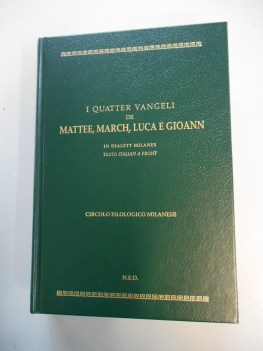 I QUATTER VANGELI
DE
MATTEE, MARCH, LUCA E GIOANN
IN DIALETT MILANES
TESTO ITALIAN A FRONT
CIRCOLO FILOLOGICO MILANESE
N.E.D.